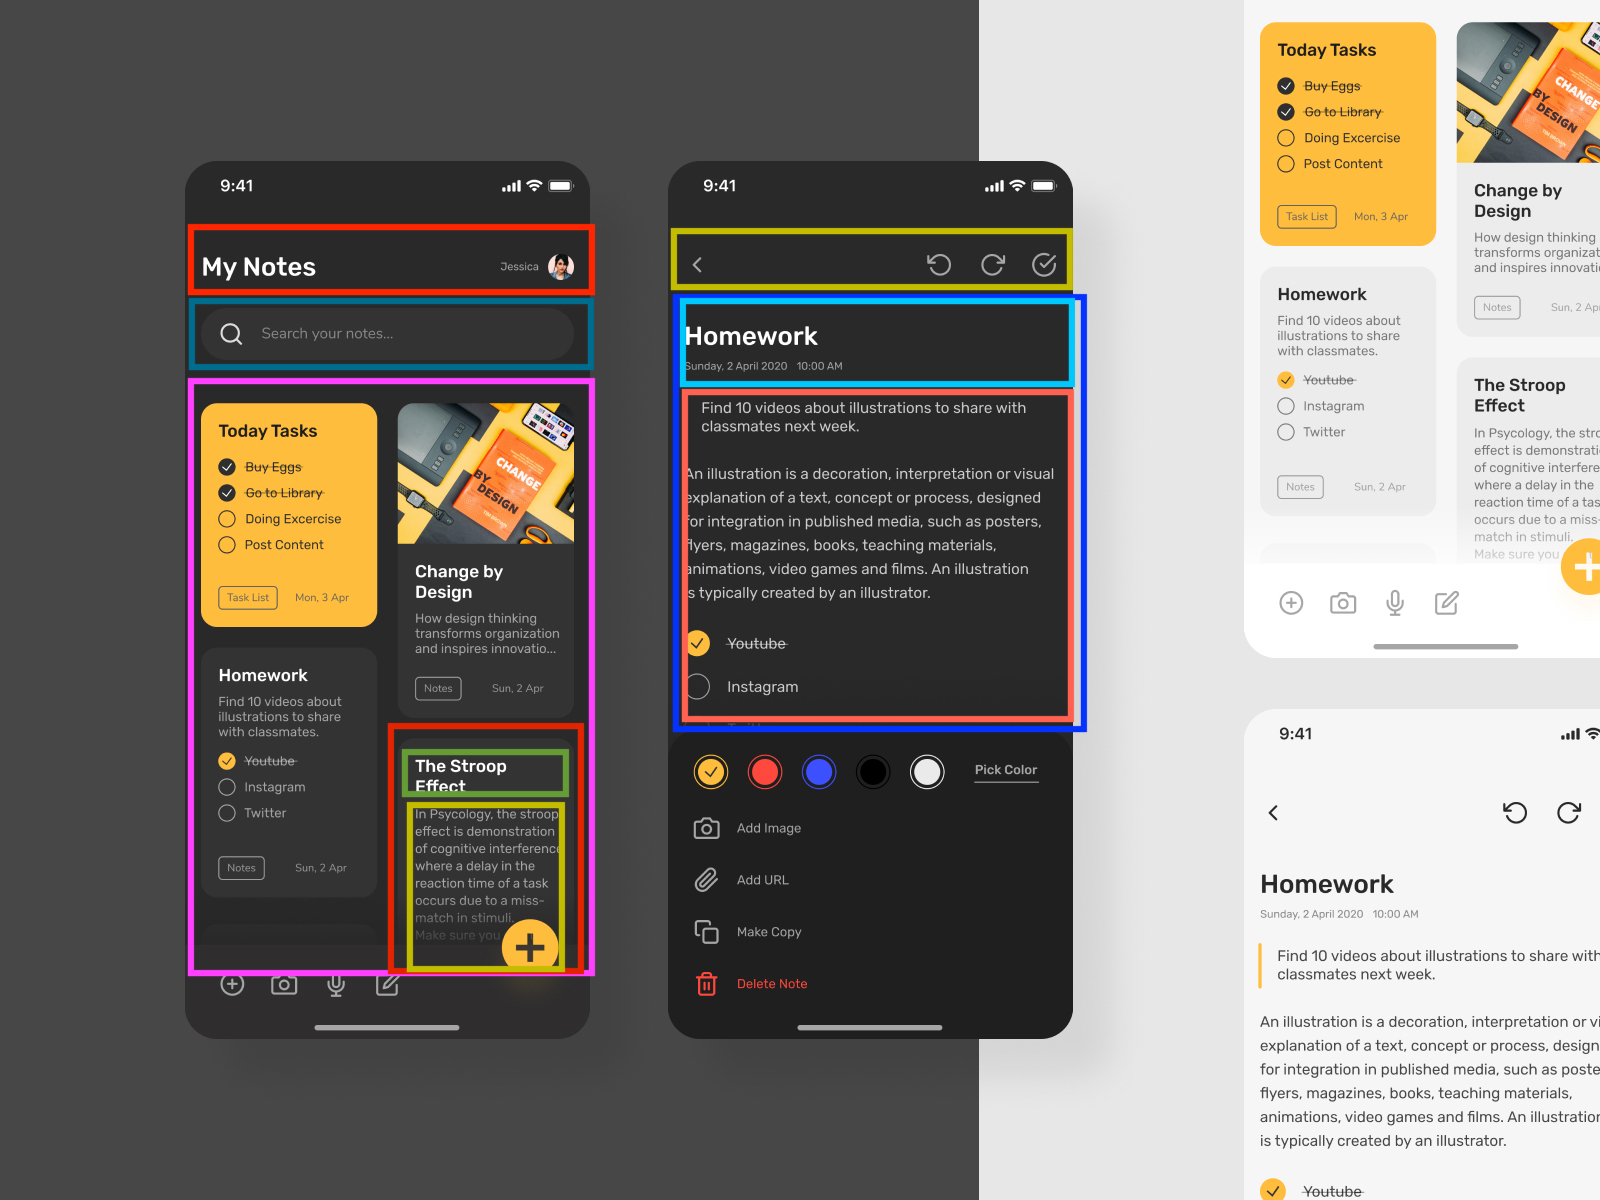 9:41
My Notes
Jessica
Search your notes...
Today Tasks
Buy Eggs
Go to Library
Doing Excercise
Post Content
Task List Mon, 3 Apr
CHANGE
BY
DESIGN
Change by
Design
How design thinking
transforms organization
and inspires innovatio...
Notes Sun, 2 Apr
Homework
Find 10 videos about
illustrations to share
with classmates.
Youtube
Instagram
Twitter
Notes Sun, 2 Apr
The Stroop
Effect
In Psycology, the stroop
effect is demonstration
of cognitive interference
where a delay in the
reaction time of a task
occurs due to a miss-
match in stimuli.
Make sure you
9:41
Homework
Sunday, 2 April 2020 10:00 AM
Find 10 videos about illustrations to share with
classmates next week.
An illustration is a decoration, interpretation or visual
explanation of a text, concept or process, designed
for integration in published media, such as posters,
flyers, magazines, books, teaching materials,
animations, video games and films. An illustration
is typically created by an illustrator.
Youtube
Instagram
Pick Color
Add Image
Add URL
Make Copy
Delete Note
Today Tasks
Buy Eggs
Go to Library
Doing Excercise
Post Content
Task List Mon, 3 Apr
CHANGE
BY
DESIGN
Change by
Design
How design thinking
transforms organizat
and inspires innovati
Notes Sun, 2 Ap
Homework
Find 10 videos about
illustrations to share
with classmates.
Youtube
Instagram
Twitter
Notes Sun, 2 Apr
The Stroop
Effect
In Psycology, the stro
effect is demonstrati
of cognitive interfere
where a delay in the
reaction time of a tas
occurs due to a miss-
match in stimuli.
Make sure you
9:41
Homework
Sunday, 2 April 2020 10:00 AM
Find 10 videos about illustrations to share with
classmates next week.
An illustration is a decoration, interpretation or vi
explanation of a text, concept or process, design
for integration in published media, such as poste
flyers, magazines, books, teaching materials,
animations, video games and films. An illustration
is typically created by an illustrator.
Youtube